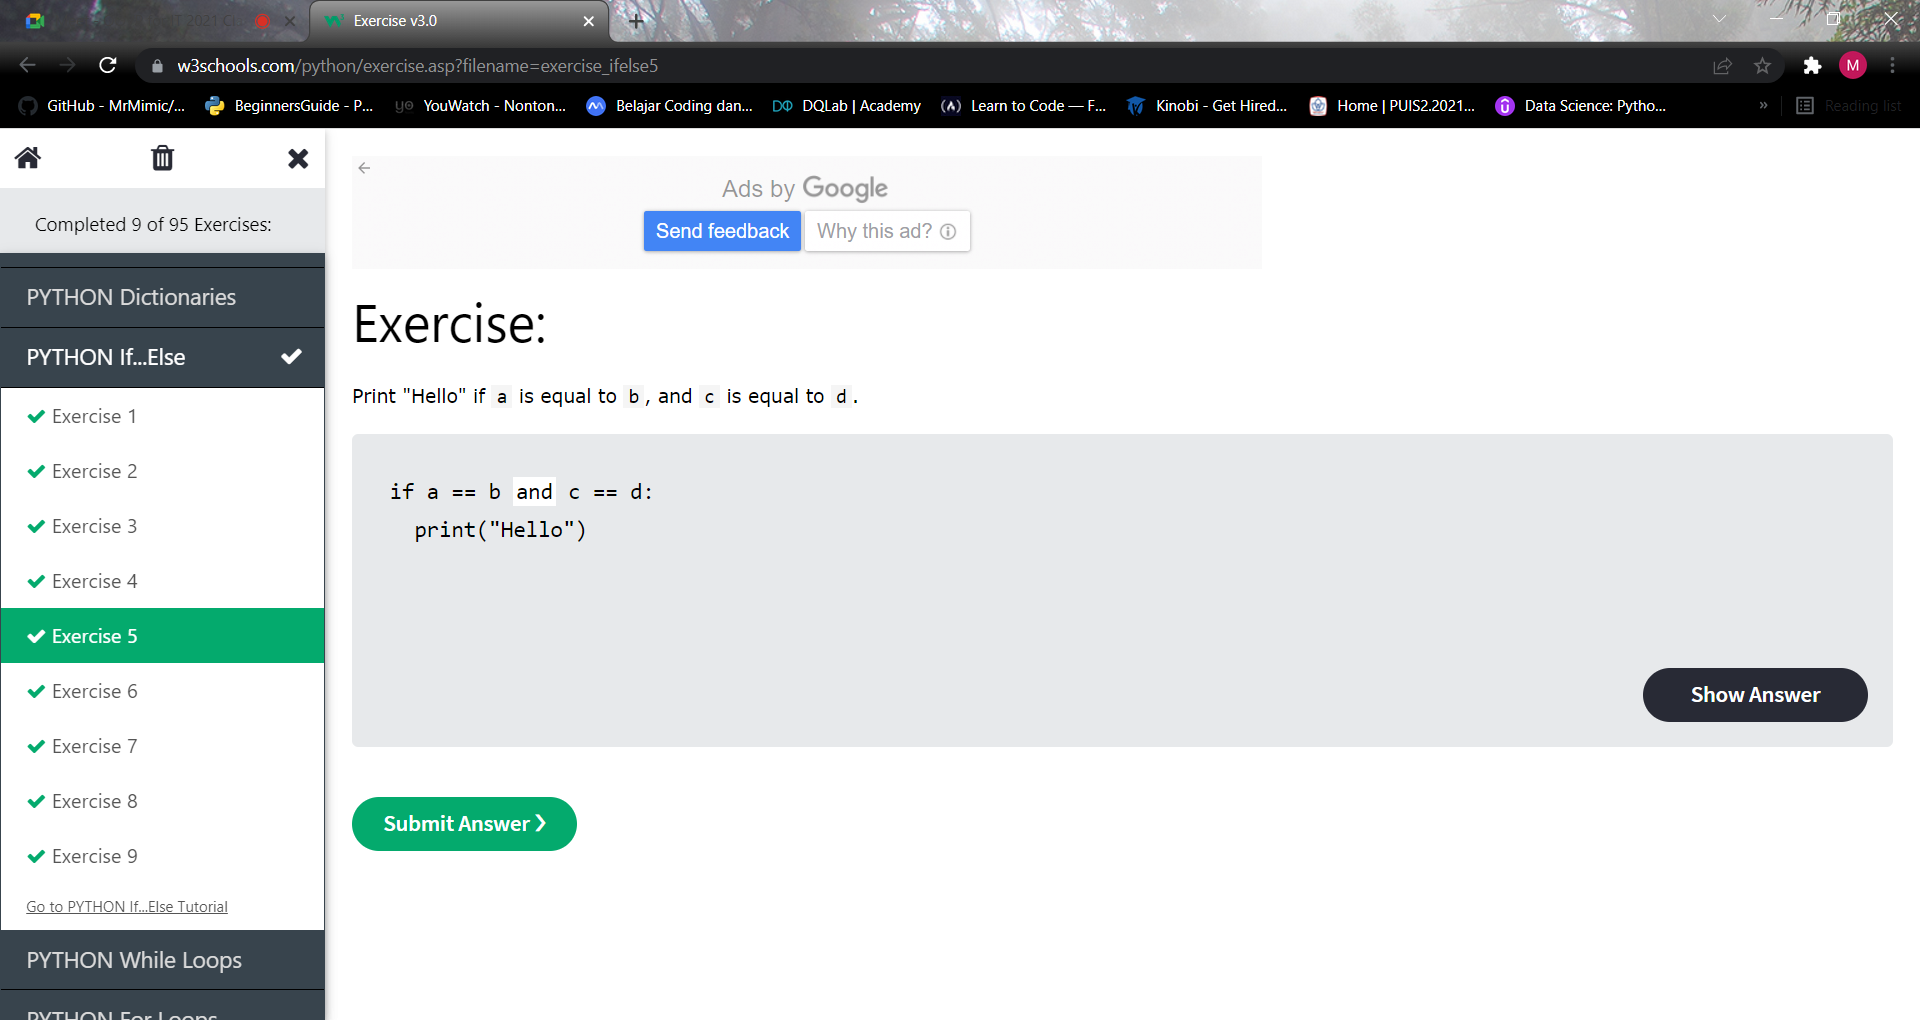 Exercise v3.0
w3schools.com/python/exercise.asp?filename=exercise_ifelse5
M
GitHub - MrMimic/...
BeginnersGuide - P...
YouWatch - Nonton...
Belajar Coding dan...
DQLab | Academy
Learn to Code — F...
Kinobi - Get Hired...
Home | PUIS2.2021...
Data Science: Pytho...
»
Reading list
Completed 9 of 95 Exercises:
PYTHON Dictionaries
PYTHON If...Else
Exercise 1
Exercise 2
Exercise 3
Exercise 4
Exercise 5
Exercise 6
Exercise 7
Exercise 8
Exercise 9
Go to PYTHON If...Else Tutorial
PYTHON While Loops
PYTHON For Loops
Ads by Google
Send feedback
Why this ad?
Exercise:
Print "Hello" if a is equal to b, and c is equal to d.
if a == b and c == d:
print("Hello")
Show Answer
Submit Answer ❯